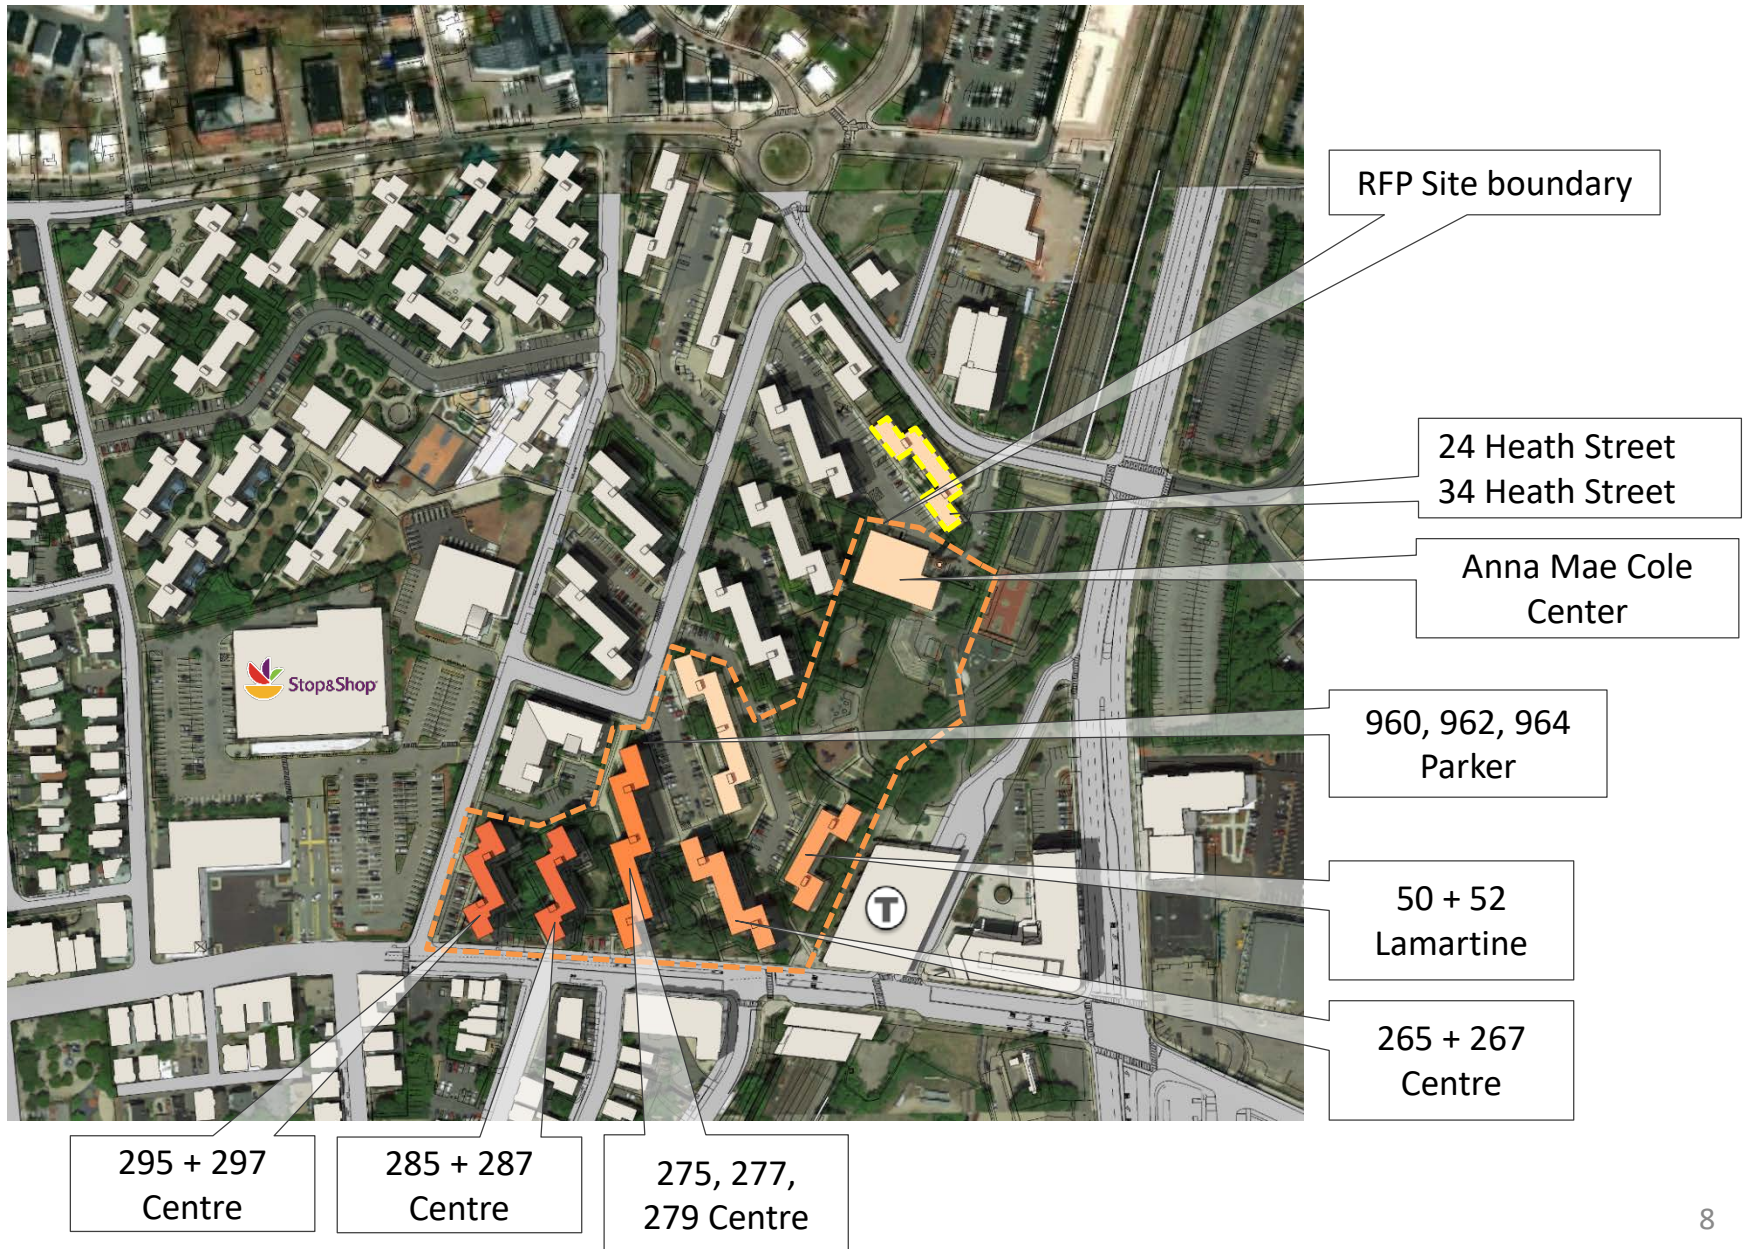 RFP Site boundary
24 Heath Street
34 Heath Street
Anna Mae Cole
Center
Stop&Shop
960, 962, 964
Parker
50 + 52
Lamartine
T
265 + 267
Centre
295 + 297
Centre
285 + 287
Centre
275, 277,
279 Centre
8